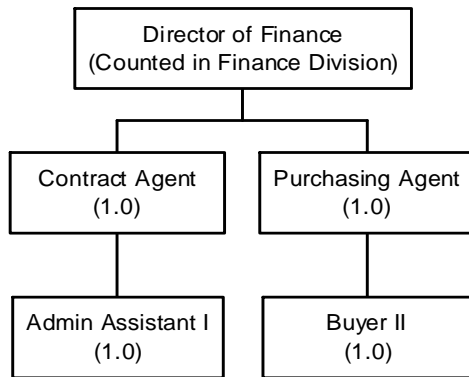 Director of Finance
(Counted in Finance Division)
Contract Agent
(1.0)
Purchasing Agent
(1.0)
Admin Assistant I
(1.0)
Buyer II
(1.0)